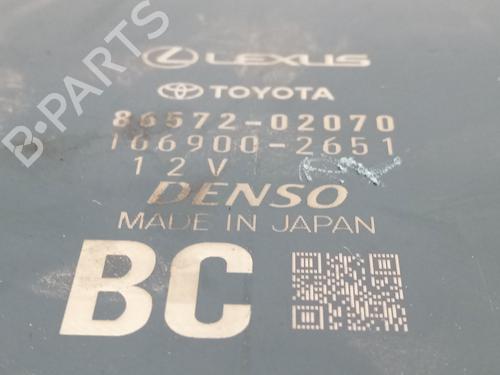 B-Parts
LEXUS
TOYOTA
86572-02070
166900-2651
12V
DENSO
MADE IN JAPAN
BC